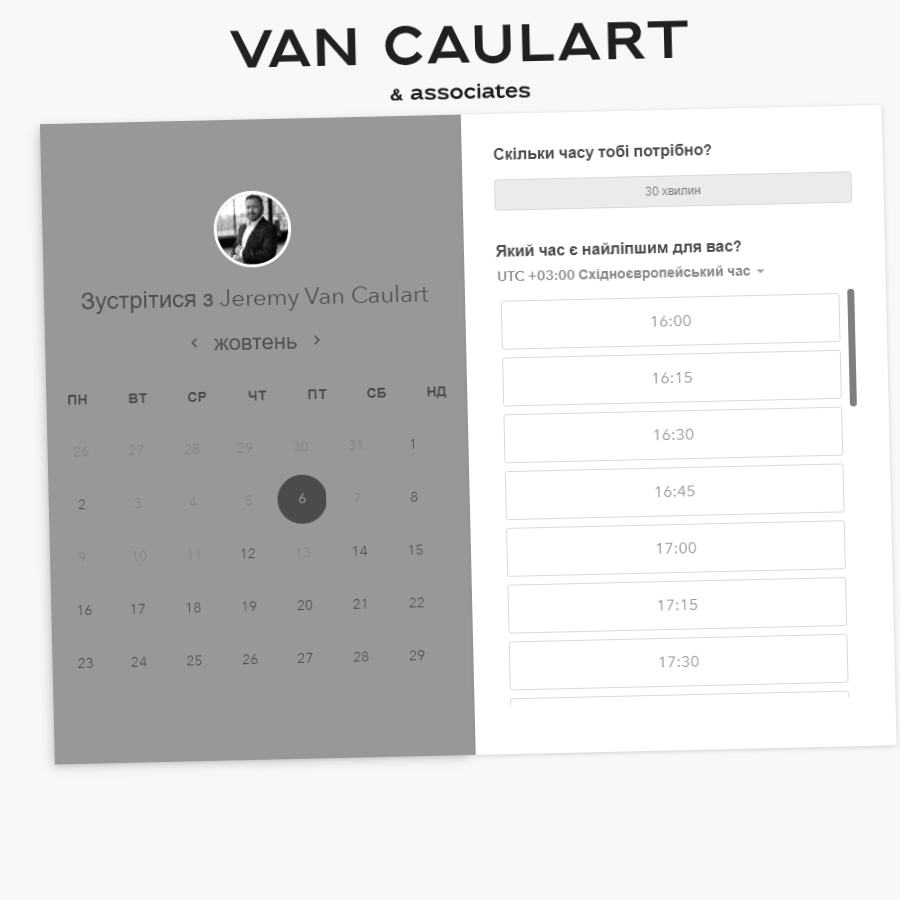 VAN CAULART
& associates
Зустрітися з Jeremy Van Caulart
жовтень
ПН ВТ СР ЧТ ПТ СБ НД
26 27 28 29 30 31 1
2 3 4 5 6 7 8
9 10 11 12 13 14 15
16 17 18 19 20 21 22
23 24 25 26 27 28 29
Скільки часу тобі потрібно?
30 хвилин
Який час є найліпшим для вас?
UTC +03:00 Східноєвропейський час
16:00
16:15
16:30
16:45
17:00
17:15
17:30